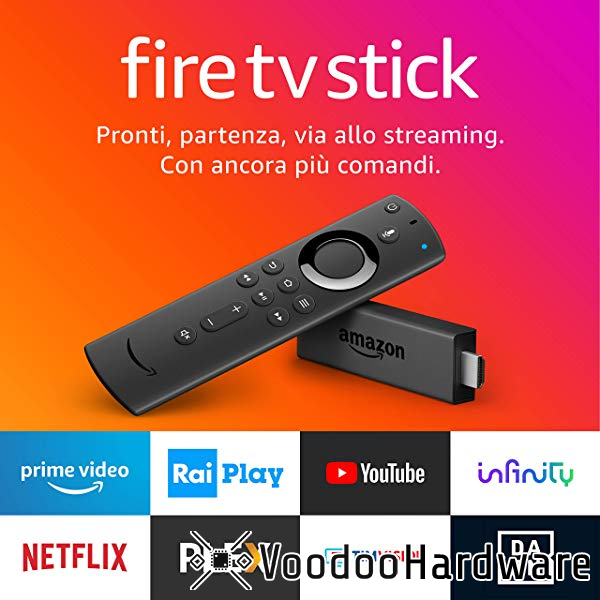 fire tv stick
Pronti, partenza, via allo streaming.
Con ancora più comandi.
amazon
prime video
Rai Play
YouTube
infinity
NETFLIX
VoodooHardware
DA